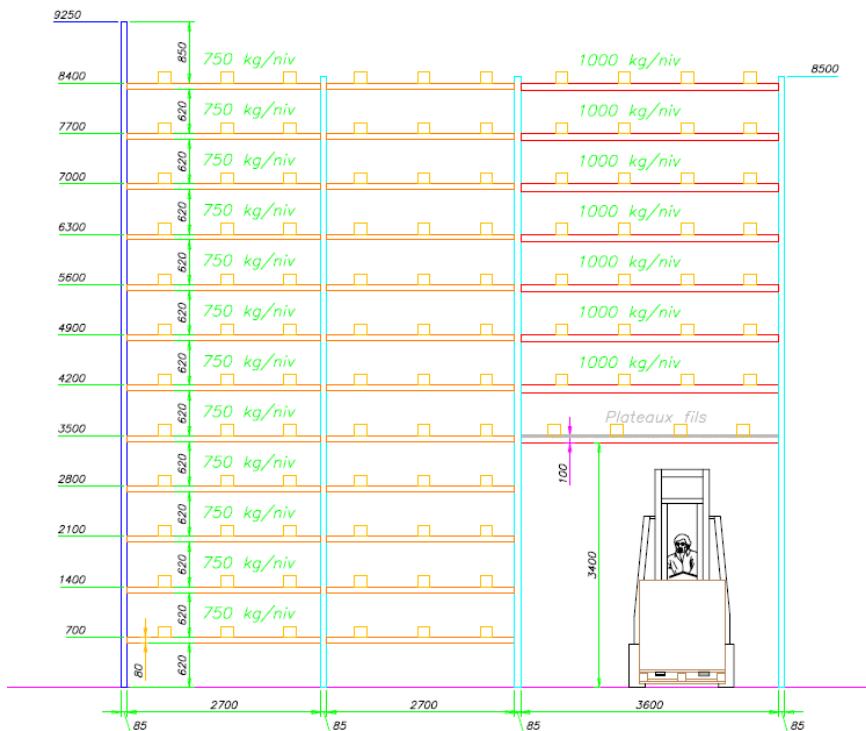 9250
850
750 kg/niv
1000 kg/niv
8500
8400
620
750 kg/niv
1000 kg/niv
7700
620
750 kg/niv
1000 kg/niv
7000
620
750 kg/niv
1000 kg/niv
6300
620
750 kg/niv
1000 kg/niv
5600
620
750 kg/niv
1000 kg/niv
4900
620
750 kg/niv
1000 kg/niv
4200
620
750 kg/niv
Plateaux fils
3500
620
750 kg/niv
100
2800
620
750 kg/niv
2100
620
750 kg/niv
3400
1400
620
750 kg/niv
700
80
620
2700
2700
3600
85
85
85
85